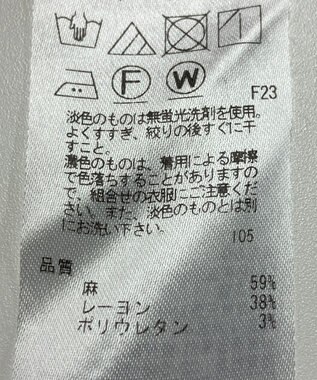 F W F23
淡色のものは無蛍光洗剤を使用。
よくすすぎ、絞りの後すぐに干
すこと。
濃色のものは、着用による摩擦
で色落ちすることがありますの
で、組合せの衣服にご注意くだ
さい。また、淡色のものとは別
にお洗い下さい。
105
品質
麻 59%
レーヨン 38%
ポリウレタン 3%